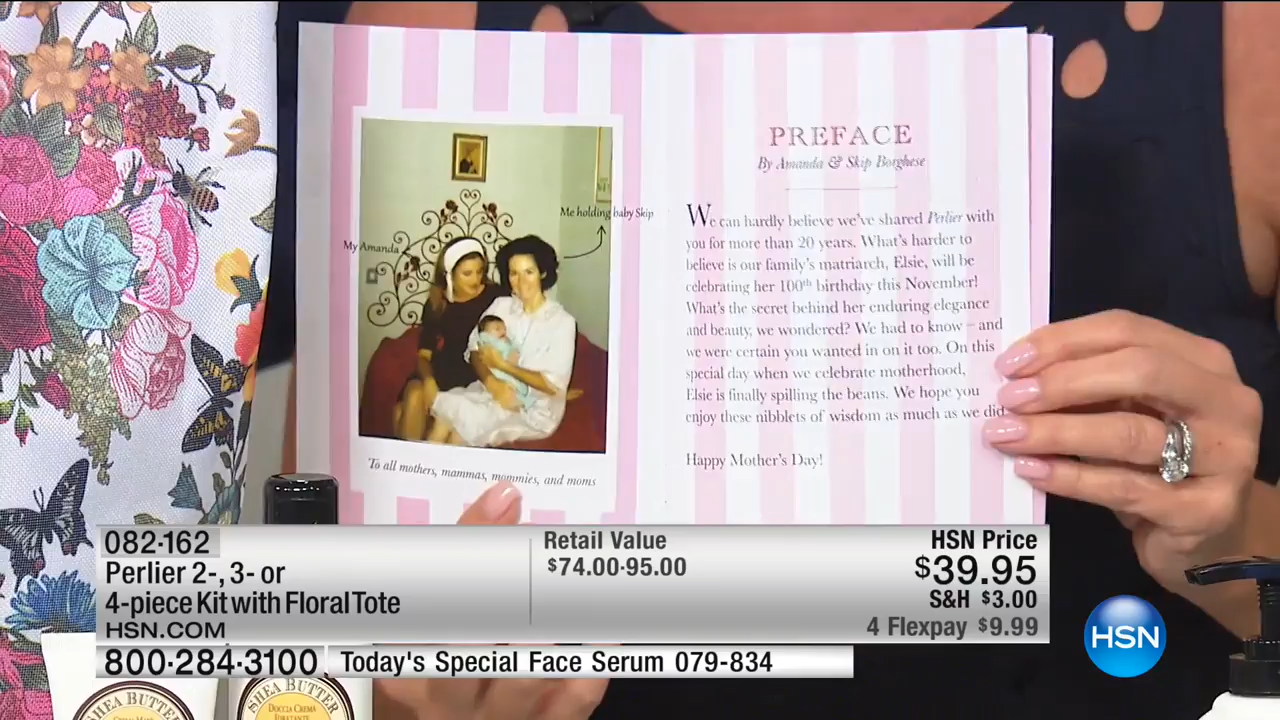 PREFACE
By Amanda & Skip Borghese
Me holding baby Skip
My Amanda
To all mothers, mammas, mommies, and moms
We can hardly believe we've shared Perlier with
you for more than 20 years. What's harder to
believe is our family's matriarch, Elsie, will be
celebrating her 100th birthday this November!
What's the secret behind her enduring elegance
and beauty, we wondered? We had to know – and
we were certain you wanted in on it too. On this
special day when we celebrate motherhood,
Elsie is finally spilling the beans. We hope you
enjoy these nibblets of wisdom as much as we did
Happy Mother's Day!
082-162
Perlier 2-, 3- or
4-piece Kit with Floral Tote
HSN.COM
Retail Value
$74.00-95.00
HSN Price
$39.95
S&H $3.00
4 Flexpay $9.99
HSN
800-284-3100
Today's Special Face Serum 079-834
SHEA BUTTER
SHEA BUTTER
DOCCIA CREMA
IDRATANTE